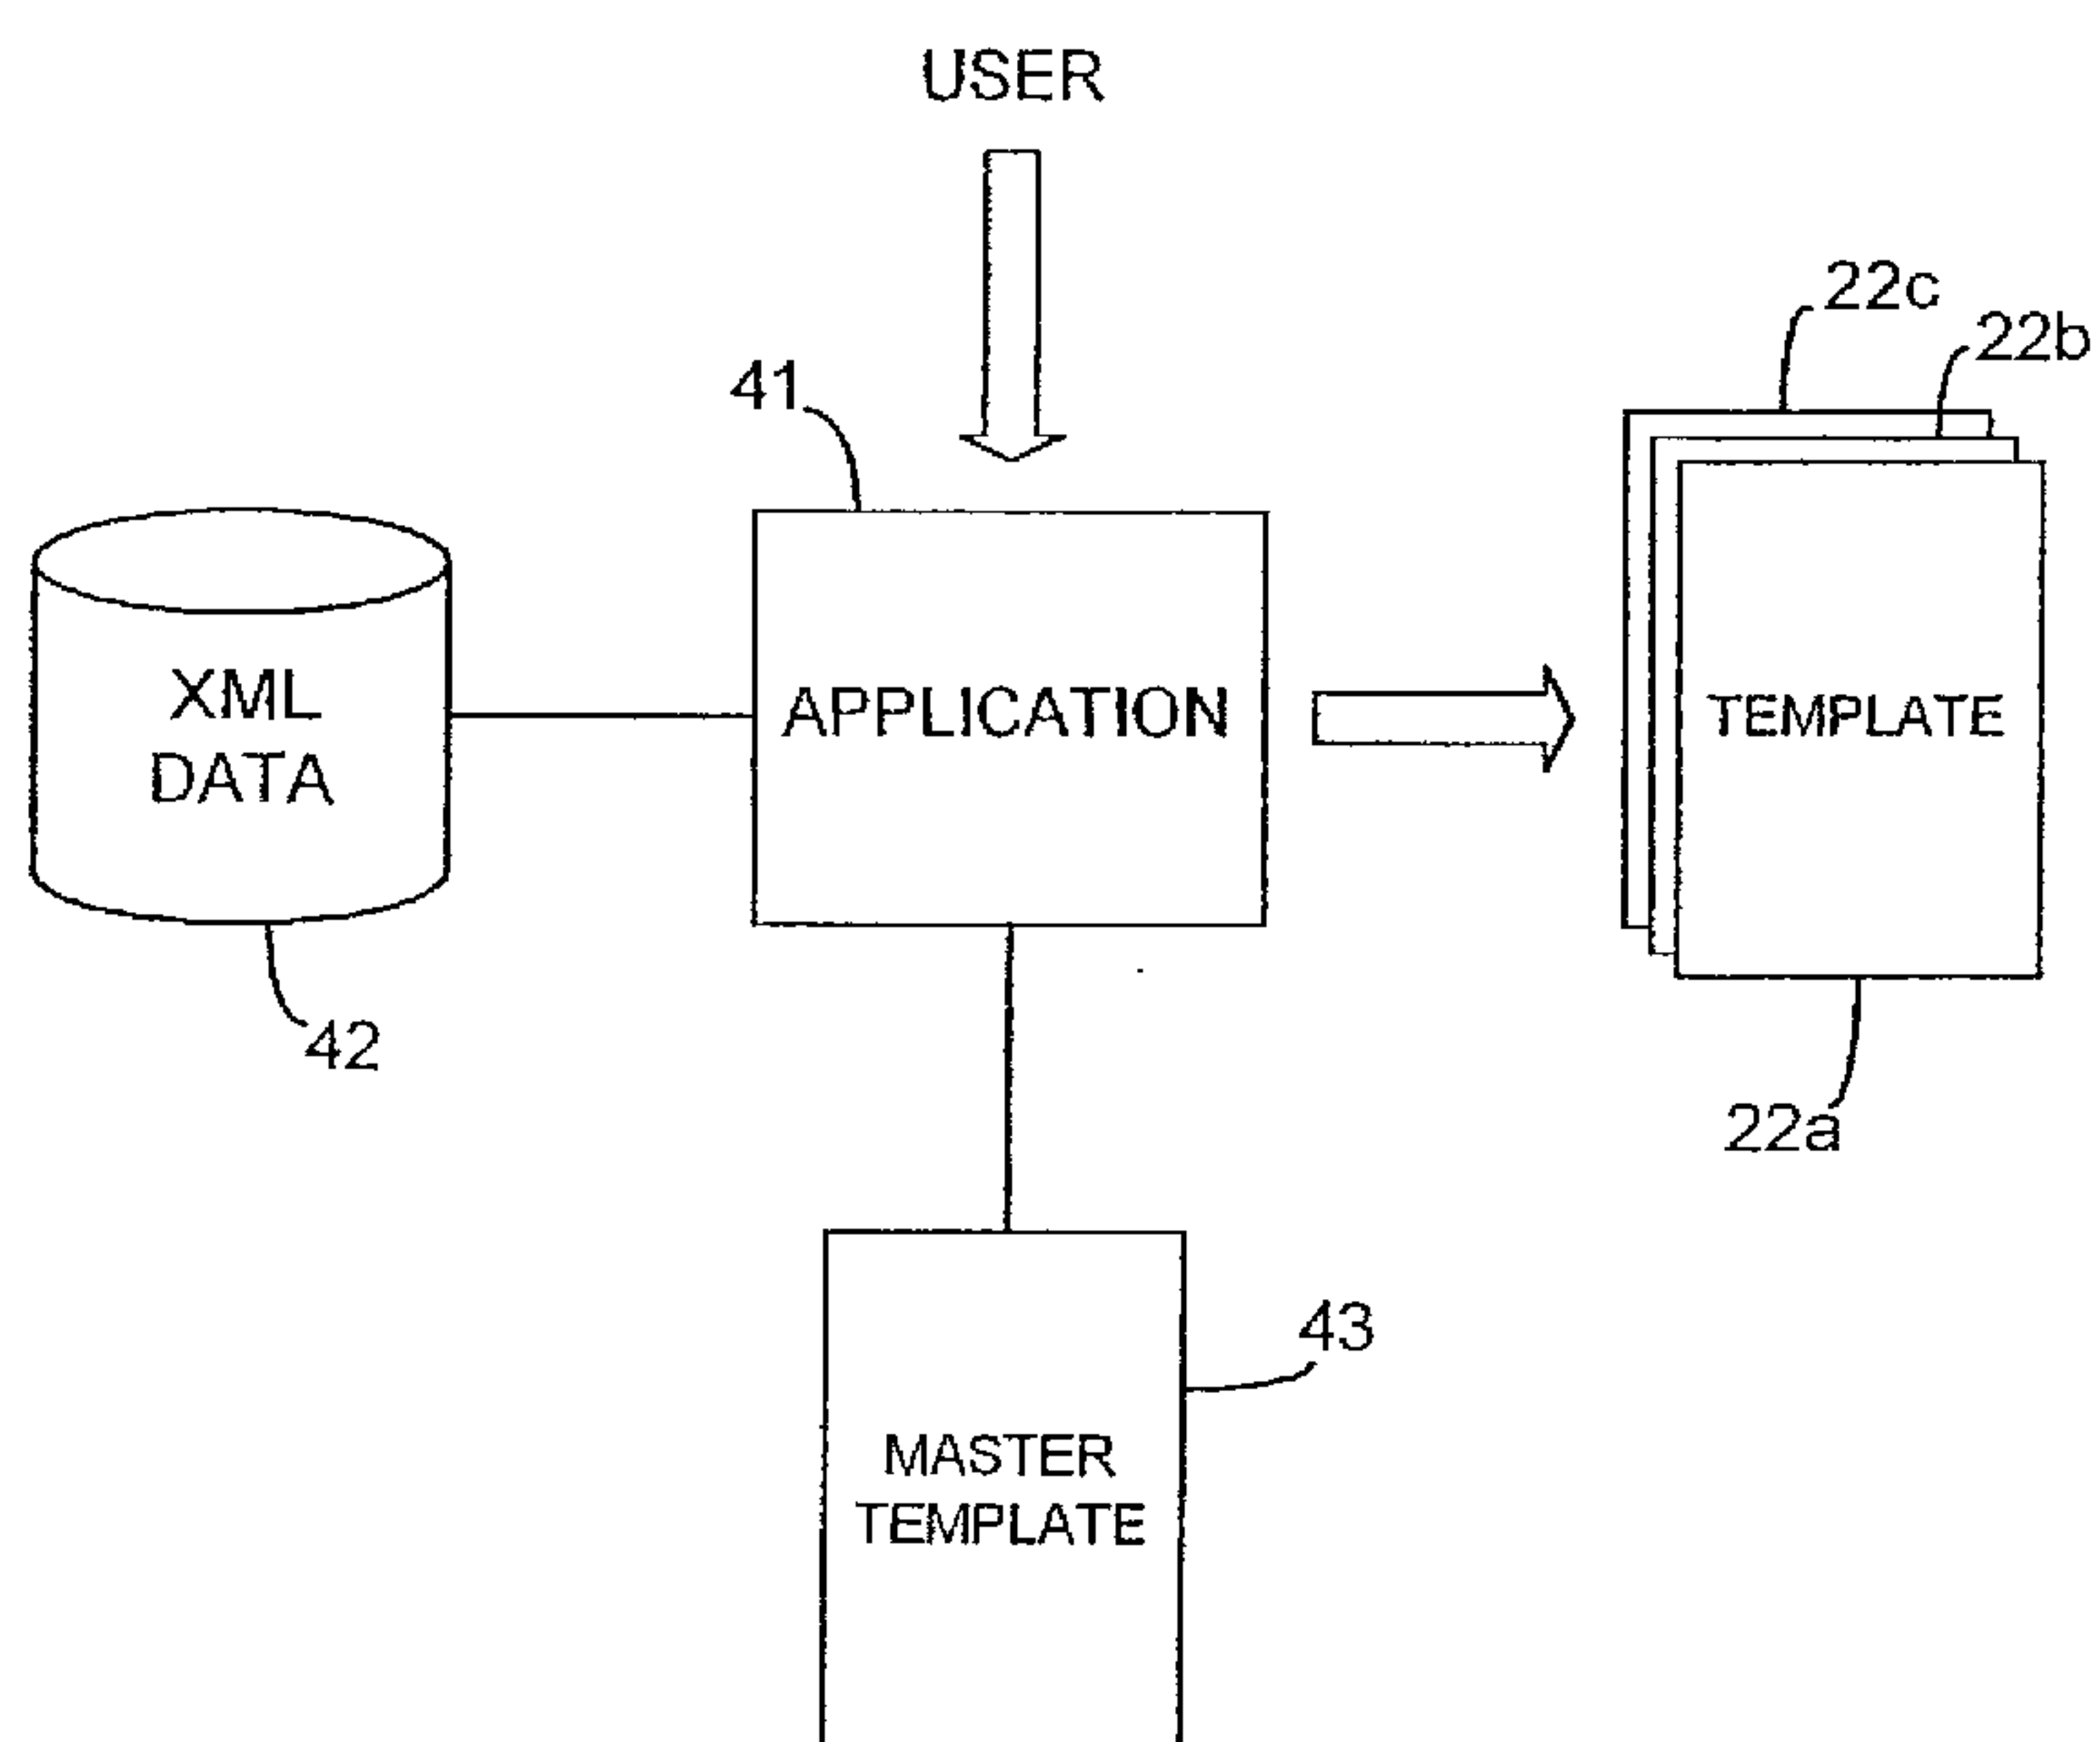 USER
22c
22b
41
XML
DATA
APPLICATION
TEMPLATE
42
22a
43
MASTER
TEMPLATE